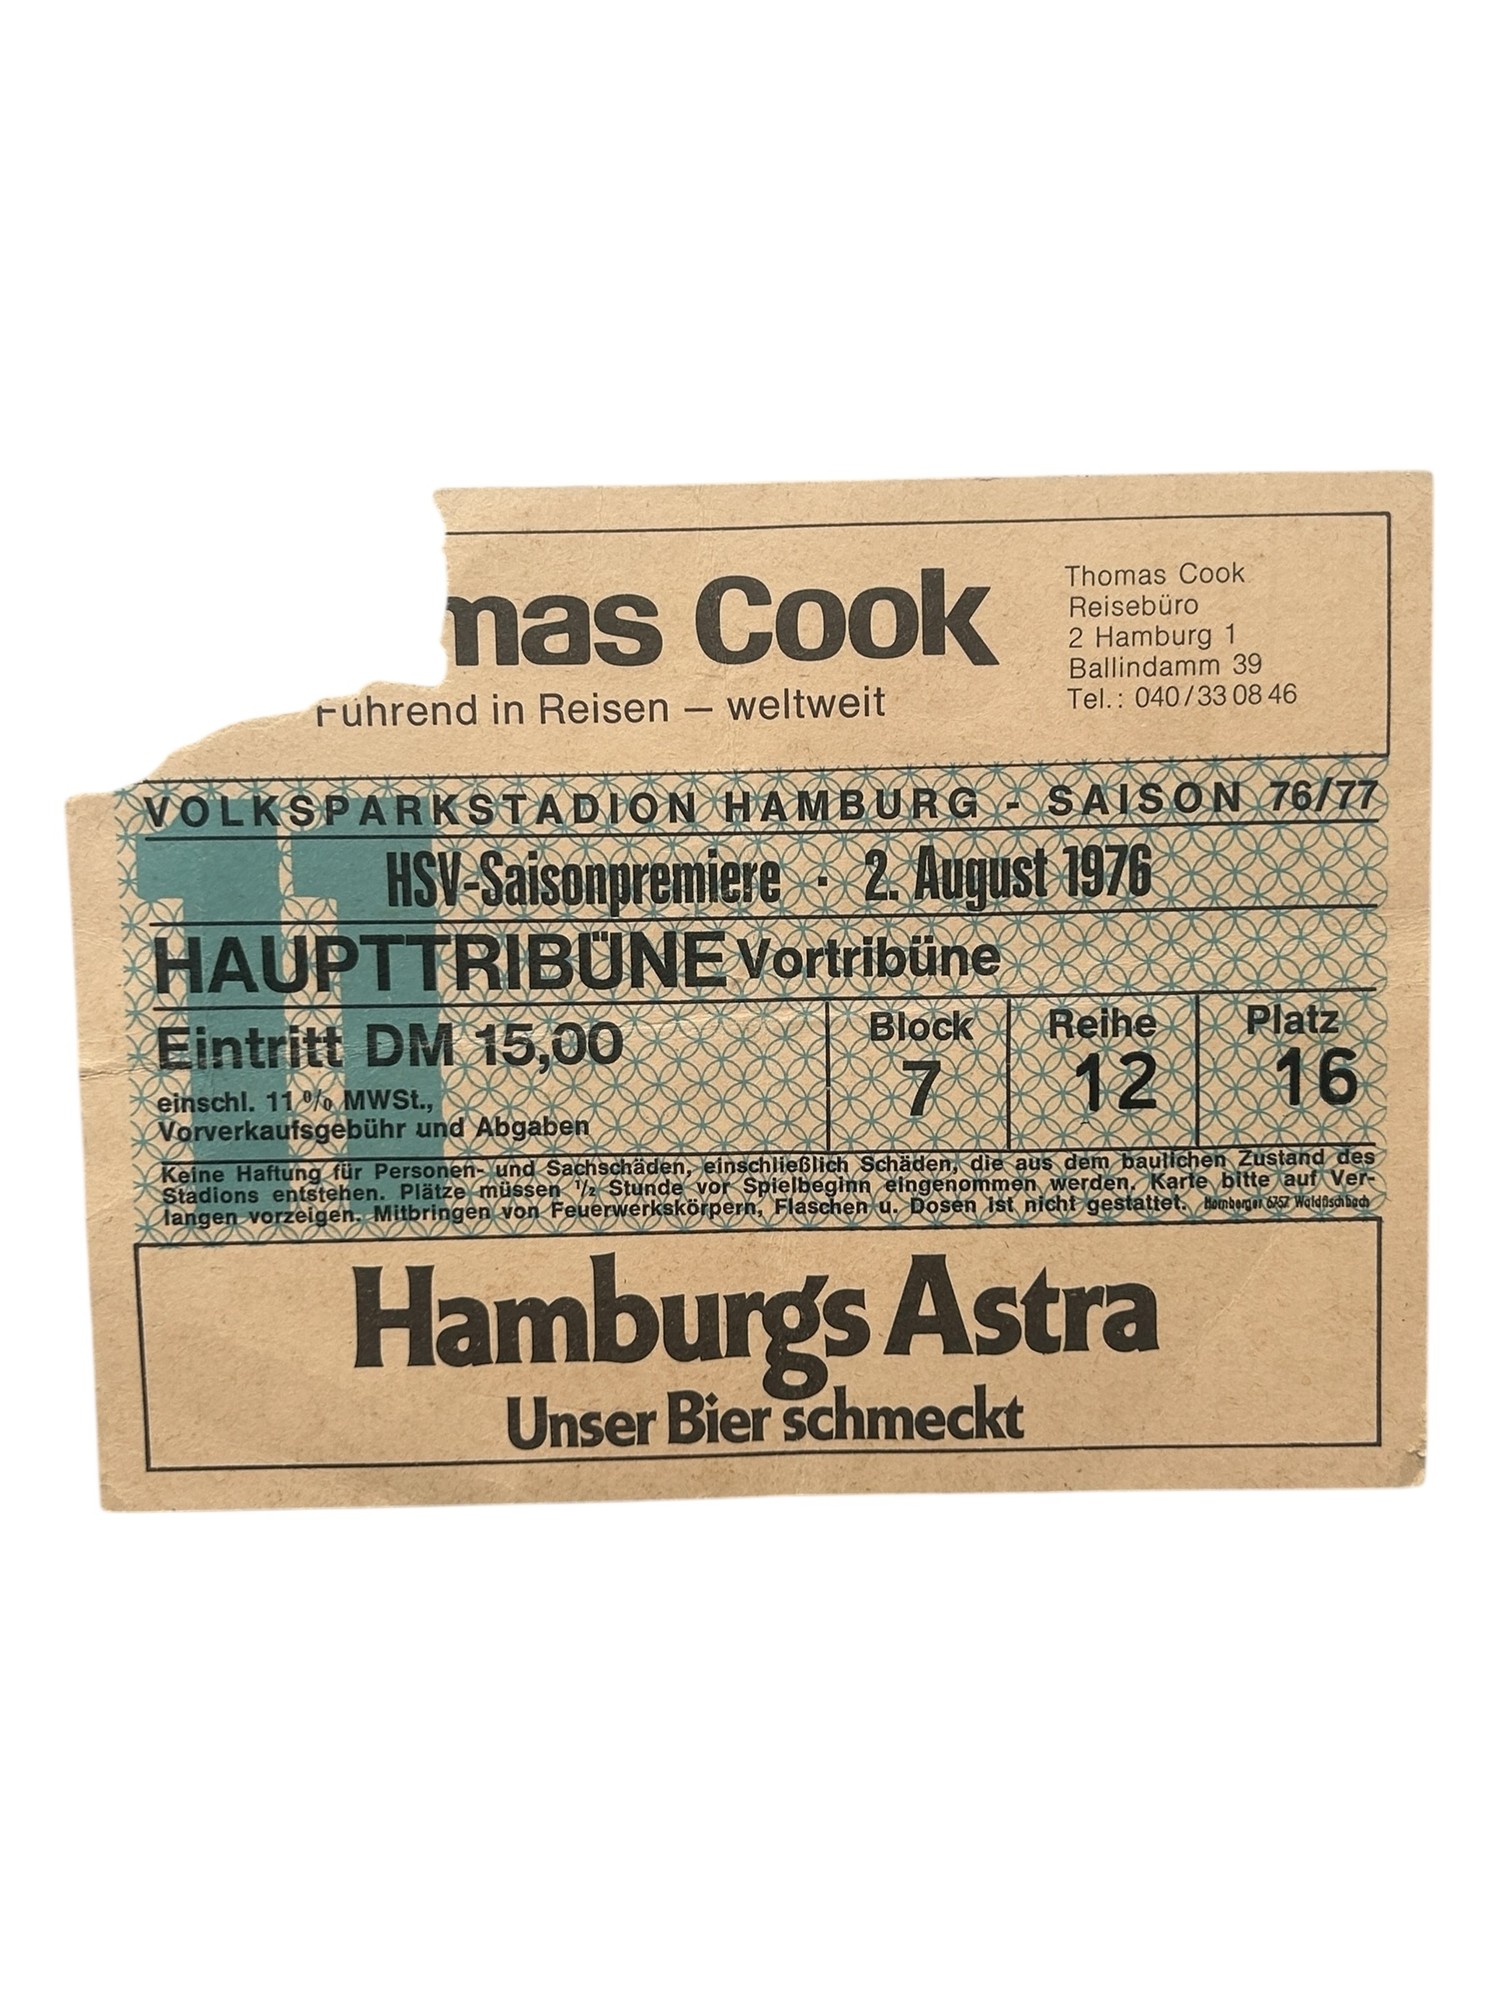 mas Cook
Führend in Reisen – weltweit
Thomas Cook
Reisebüro
2 Hamburg 1
Ballindamm 39
Tel.: 040/33 08 46
VOLKSPARKSTADION HAMBURG - SAISON 76/77
11
HSV-Saisonpremiere · 2. August 1976
HAUPTTRIBÜNE Vortribüne
Eintritt DM 15,00
einschl. 11 % MWSt.,
Vorverkaufsgebühr und Abgaben
Block
7
Reihe
12
Platz
16
Keine Haftung für Personen- und Sachschäden, einschließlich Schäden, die aus dem baulichen Zustand des
Stadions entstehen. Plätze müssen ½ Stunde vor Spielbeginn eingenommen werden. Karte bitte auf Ver-
langen vorzeigen. Mitbringen von Feuerwerkskörpern, Flaschen u. Dosen ist nicht gestattet. Hornberger 6757 Waldfischbach
Hamburgs Astra
Unser Bier schmeckt